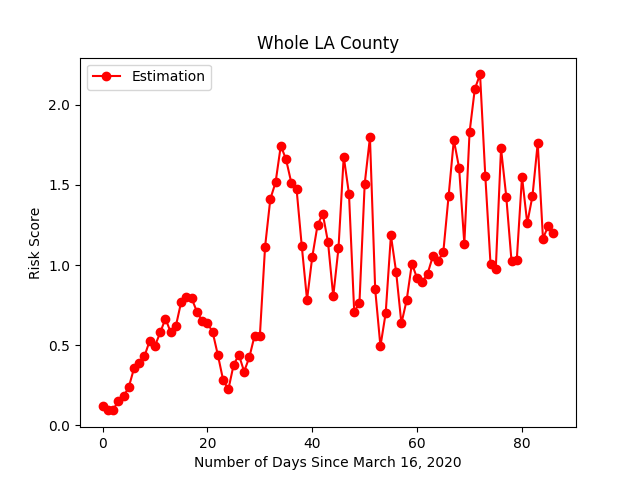 Whole LA County
Estimation
Risk Score
2.0
1.5
1.0
0.5
0.0
0 20 40 60 80
Number of Days Since March 16, 2020